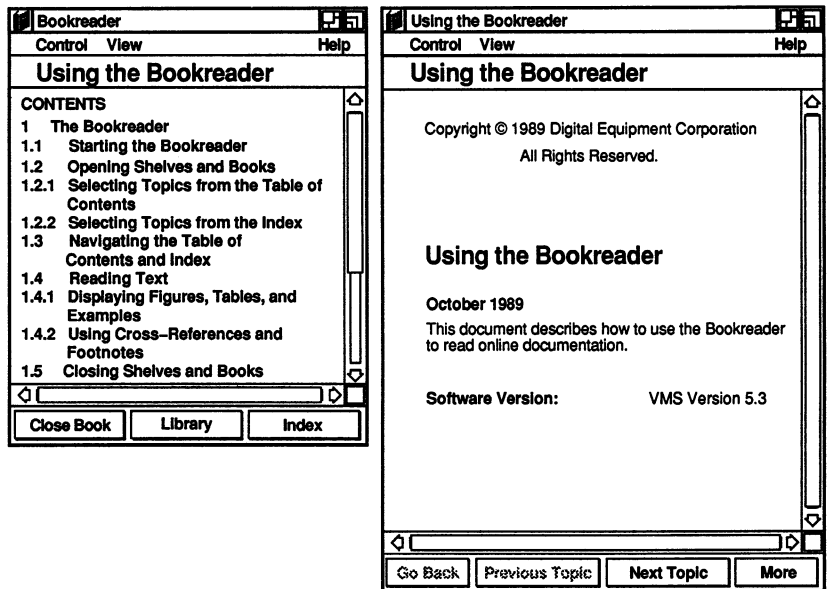 Bookreader
Control View Help
Using the Bookreader
CONTENTS
1 The Bookreader
1.1 Starting the Bookreader
1.2 Opening Shelves and Books
1.2.1 Selecting Topics from the Table of
Contents
1.2.2 Selecting Topics from the Index
1.3 Navigating the Table of
Contents and Index
1.4 Reading Text
1.4.1 Displaying Figures, Tables, and
Examples
1.4.2 Using Cross–References and
Footnotes
1.5 Closing Shelves and Books
Close Book Library Index
Using the Bookreader
Control View Help
Using the Bookreader
Copyright © 1989 Digital Equipment Corporation
All Rights Reserved.
Using the Bookreader
October 1989
This document describes how to use the Bookreader
to read online documentation.
Software Version: VMS Version 5.3
Go Back Previous Topic Next Topic More